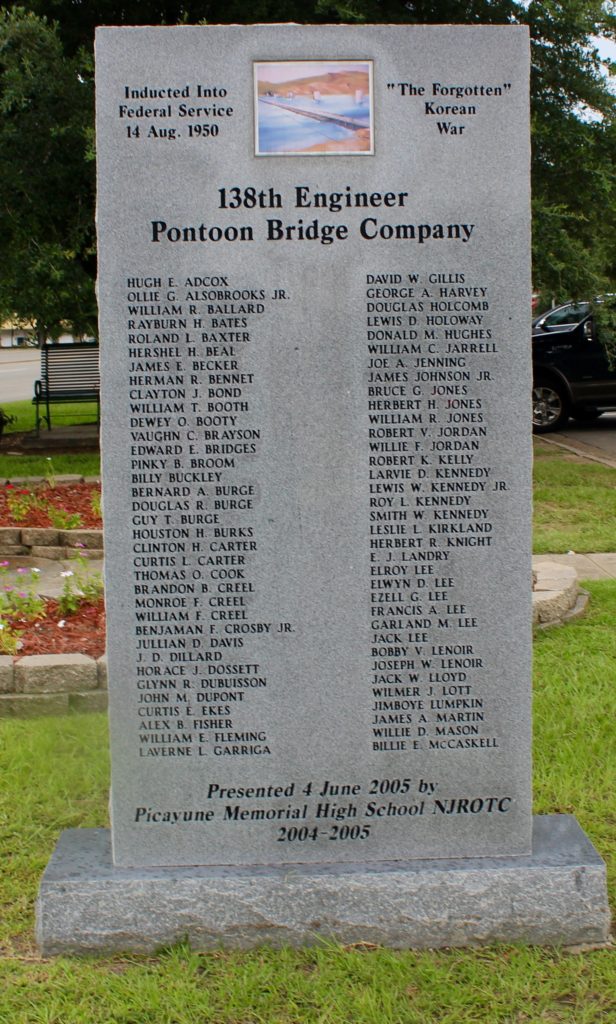 Inducted Into
Federal Service
14 Aug. 1950
"The Forgotten"
Korean
War
138th Engineer
Pontoon Bridge Company
HUGH E. ADCOX
OLLIE G. ALSOBROOKS JR.
WILLIAM R. BALLARD
RAYBURN H. BATES
ROLAND L. BAXTER
HERSHEL H. BEAL
JAMES E. BECKER
HERMAN R. BENNET
CLAYTON J. BOND
WILLIAM T. BOOTH
DEWEY O. BOOTY
VAUGHN C. BRAYSON
EDWARD E. BRIDGES
PINKY B. BROOM
BILLY BUCKLEY
BERNARD A. BURGE
DOUGLAS R. BURGE
GUY T. BURGE
HOUSTON H. BURKS
CLINTON H. CARTER
CURTIS L. CARTER
THOMAS O. COOK
BRANDON B. CREEL
MONROE F. CREEL
WILLIAM F. CREEL
BENJAMAN F. CROSBY JR.
JULLIAN D. DAVIS
J. D. DILLARD
HORACE J. DOSSETT
GLYNN R. DUBUISSON
JOHN M. DUPONT
CURTIS E. EKES
ALEX B. FISHER
WILLIAM E. FLEMING
LAVERNE L. GARRIGA
DAVID W. GILLIS
GEORGE A. HARVEY
DOUGLAS HOLCOMB
LEWIS D. HOLOWAY
DONALD M. HUGHES
WILLIAM C. JARRELL
JOE A. JENNING
JAMES JOHNSON JR.
BRUCE G. JONES
HERBERT H. JONES
WILLIAM R. JONES
ROBERT V. JORDAN
WILLIE F. JORDAN
ROBERT K. KELLY
LARVIE D. KENNEDY
LEWIS W. KENNEDY JR.
ROY L. KENNEDY
SMITH W. KENNEDY
LESLIE L. KIRKLAND
HERBERT R. KNIGHT
E. J. LANDRY
ELROY LEE
ELWYN D. LEE
EZELL G. LEE
FRANCIS A. LEE
GARLAND M. LEE
JACK LEE
BOBBY V. LENOIR
JOSEPH W. LENOIR
JACK W. LLOYD
WILMER J. LOTT
JIMBOYE LUMPKIN
JAMES A. MARTIN
WILLIE D. MASON
BILLIE E. McCASKELL
Presented 4 June 2005 by
Picayune Memorial High School NJROTC
2004-2005